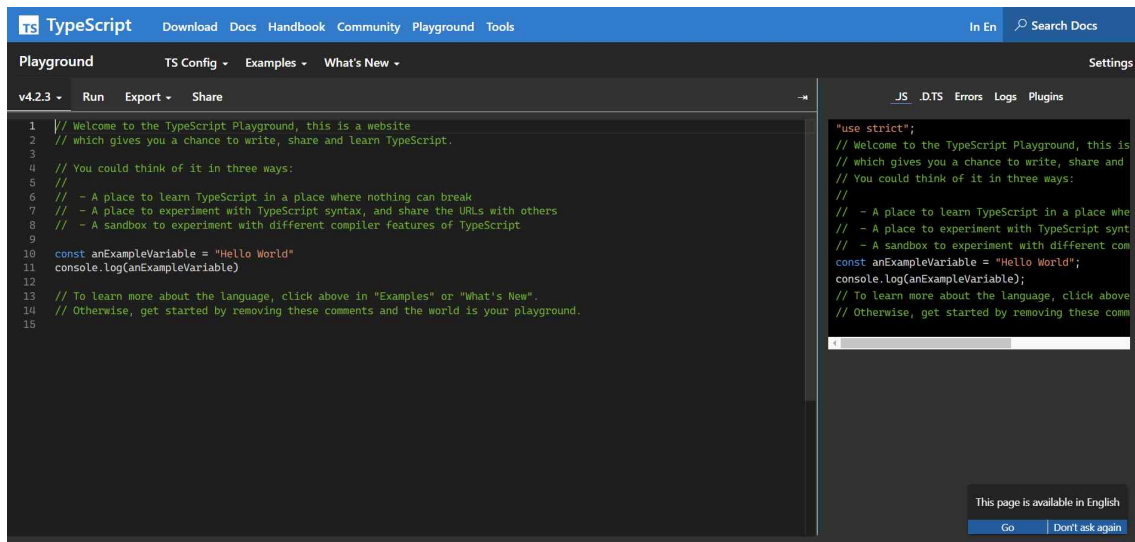 TS TypeScript Download Docs Handbook Community Playground Tools In En Search Docs
Playground TS Config Examples What's New Settings
v4.2.3 Run Export Share .JS .D.TS Errors Logs Plugins
1 // Welcome to the TypeScript Playground, this is a website
2 // which gives you a chance to write, share and learn TypeScript.
3
4 // You could think of it in three ways:
5 //
6 //  - A place to learn TypeScript in a place where nothing can break
7 //  - A place to experiment with TypeScript syntax, and share the URLs with others
8 //  - A sandbox to experiment with different compiler features of TypeScript
9
10 const anExampleVariable = "Hello World"
11 console.log(anExampleVariable)
12
13 // To learn more about the language, click above in "Examples" or "What's New".
14 // Otherwise, get started by removing these comments and the world is your playground.
15
"use strict";
// Welcome to the TypeScript Playground, this is
// which gives you a chance to write, share and
// You could think of it in three ways:
//
//  - A place to learn TypeScript in a place whe
//  - A place to experiment with TypeScript synt
//  - A sandbox to experiment with different com
const anExampleVariable = "Hello World";
console.log(anExampleVariable);
// To learn more about the language, click above
// Otherwise, get started by removing these comm
This page is available in English
Go Don't ask again